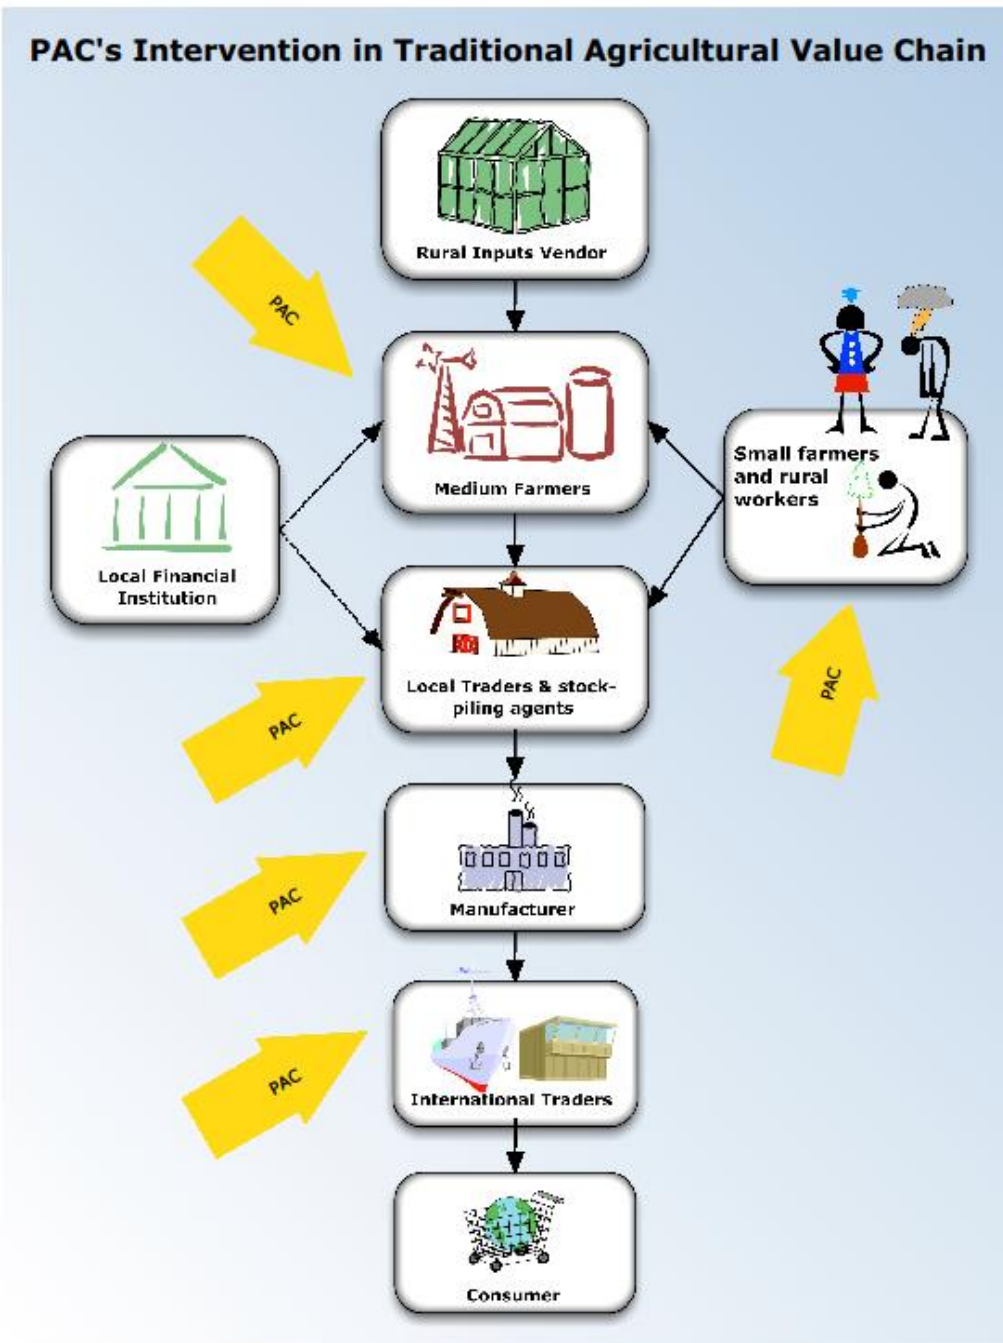 PAC's Intervention in Traditional Agricultural Value Chain
Rural Inputs Vendor
PAC
Medium Farmers
Small farmers
and rural
workers
Local Financial
Institution
PAC
Local Traders & stock-
piling agents
PAC
Manufacturer
PAC
International Traders
PAC
Consumer